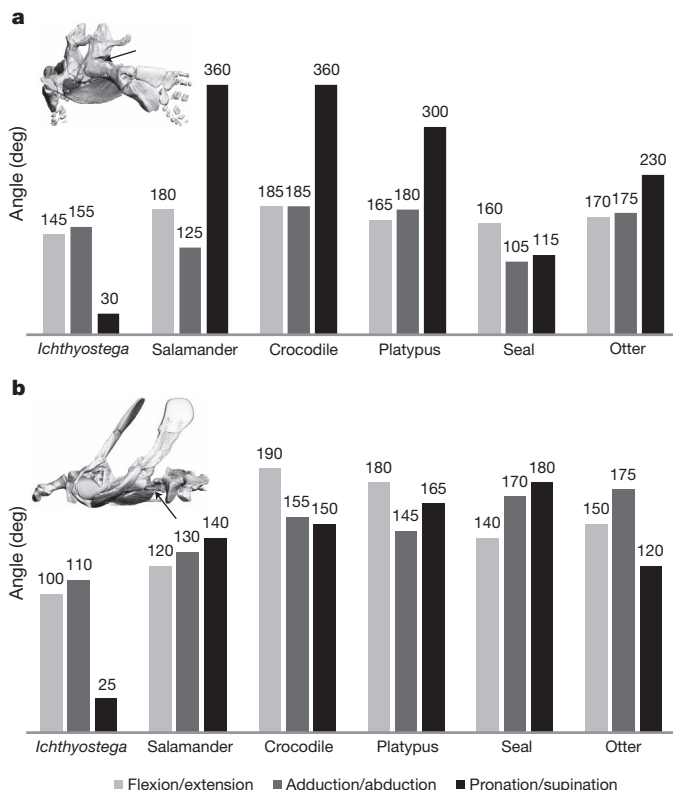 a
Angle (deg)
145 155 30
180 125 360
185 185 360
165 180 300
160 105 115
170 175 230
Ichthyostega Salamander Crocodile Platypus Seal Otter
b
Angle (deg)
100 110 25
120 130 140
190 155 150
180 145 165
140 170 180
150 175 120
Ichthyostega Salamander Crocodile Platypus Seal Otter
Flexion/extension Adduction/abduction Pronation/supination